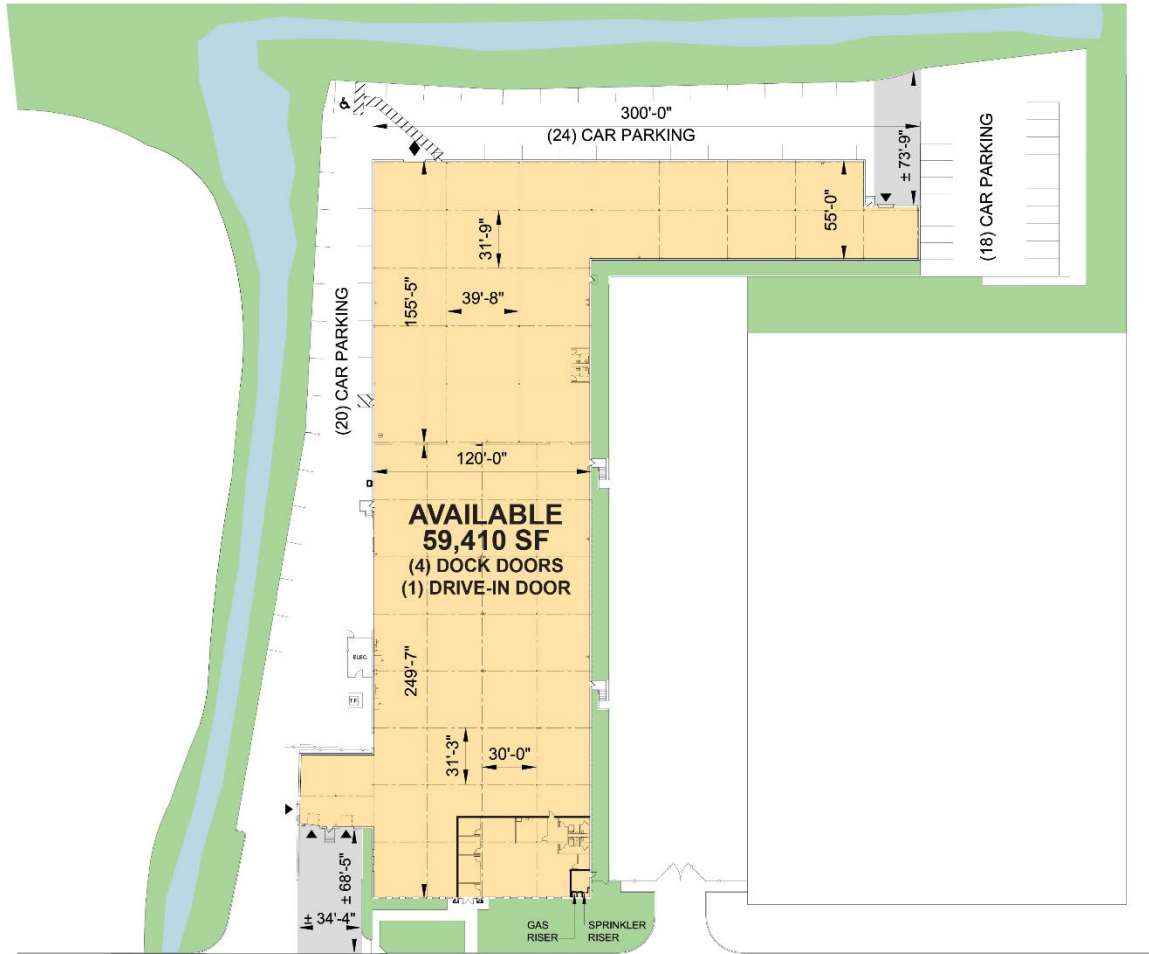 300'-0"
(24) CAR PARKING
± 73'-9"
(18) CAR PARKING
55'-0"
31'-9"
39'-8"
155'-5"
(20) CAR PARKING
120'-0"
AVAILABLE
59,410 SF
(4) DOCK DOORS
(1) DRIVE-IN DOOR
ELEC.
249'-7"
31'-3"
30'-0"
± 68'-5"
± 34'-4"
GAS
RISER
SPRINKLER
RISER